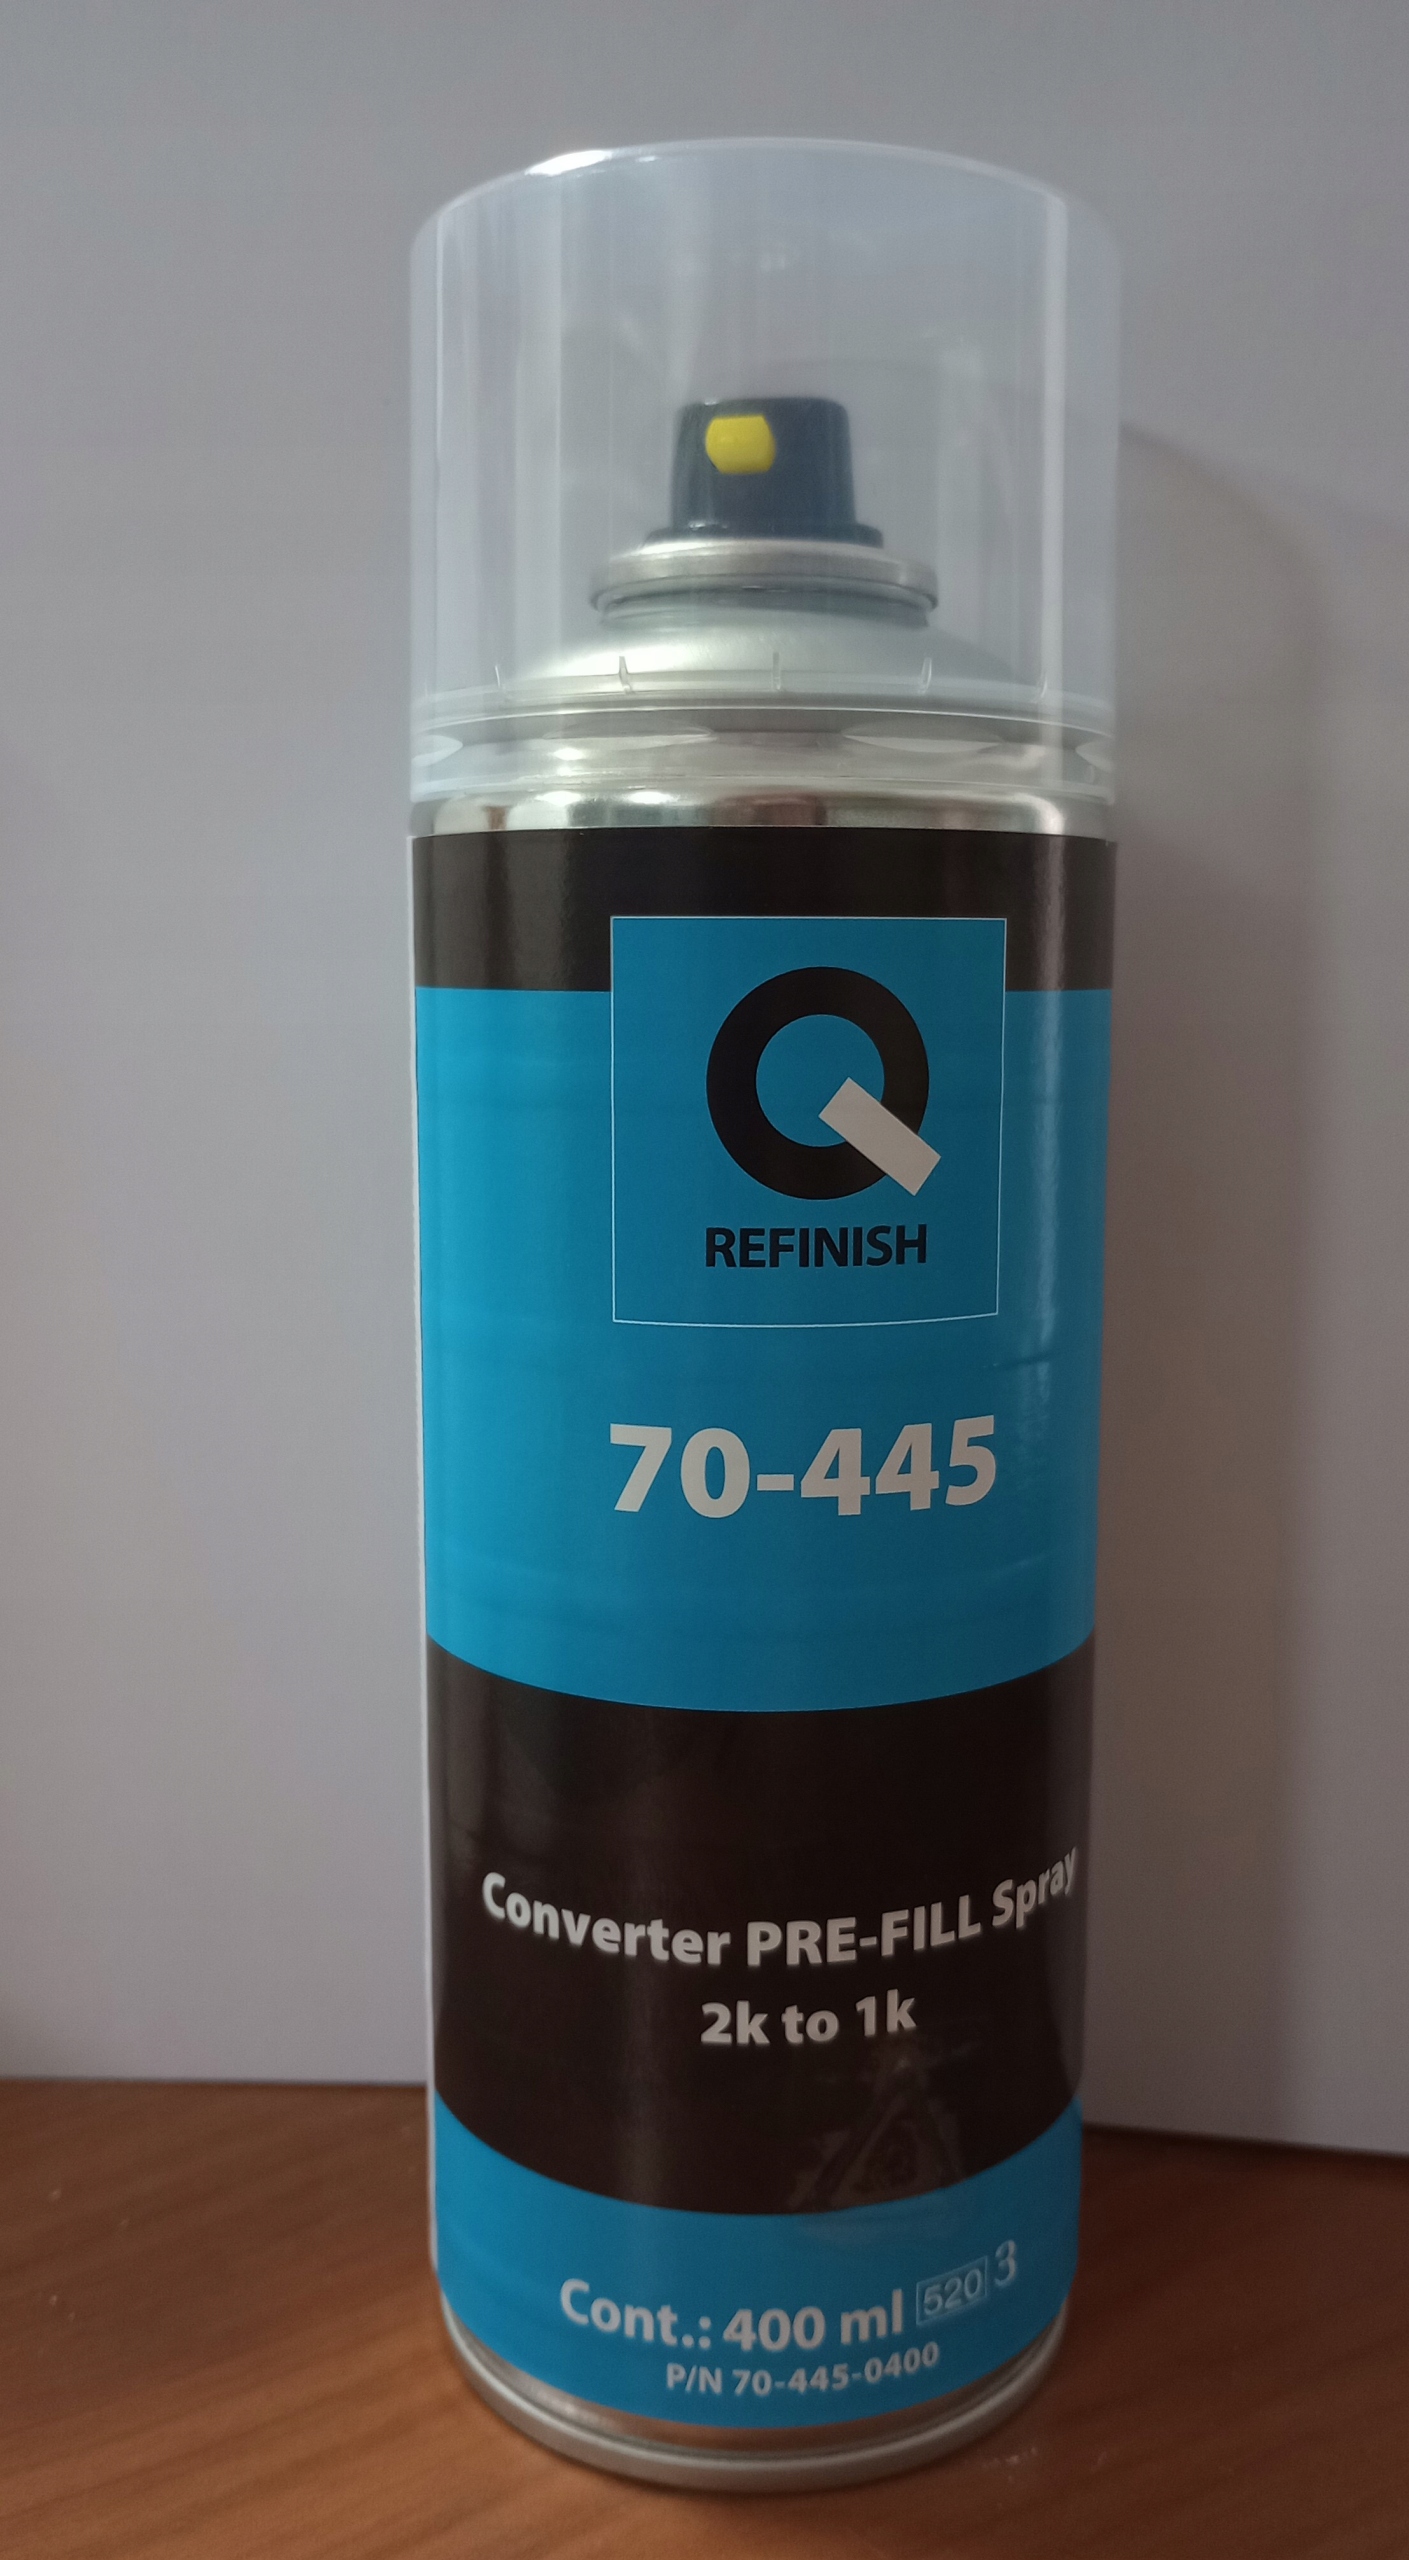 Q
REFINISH
70-445
Converter PRE-FILL Spray
2k to 1k
Cont.: 400 ml 520 3
P/N 70-445-0400